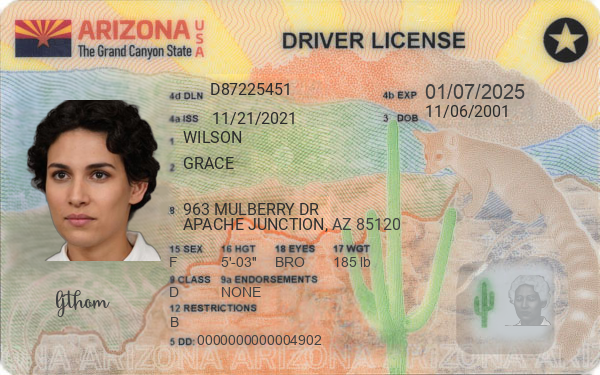 ARIZONA USA
The Grand Canyon State
DRIVER LICENSE
4d DLN D87225451
4b EXP 01/07/2025
4a ISS 11/21/2021
3 DOB 11/06/2001
1 WILSON
2 GRACE
8 963 MULBERRY DR
APACHE JUNCTION, AZ 85120
15 SEX 16 HGT 18 EYES 17 WGT
F 5'-03" BRO 185 lb
9 CLASS 9a ENDORSEMENTS
D NONE
12 RESTRICTIONS
B
5 DD: 0000000000004902
ARIZONA ARIZONA ARIZONA ARIZONA